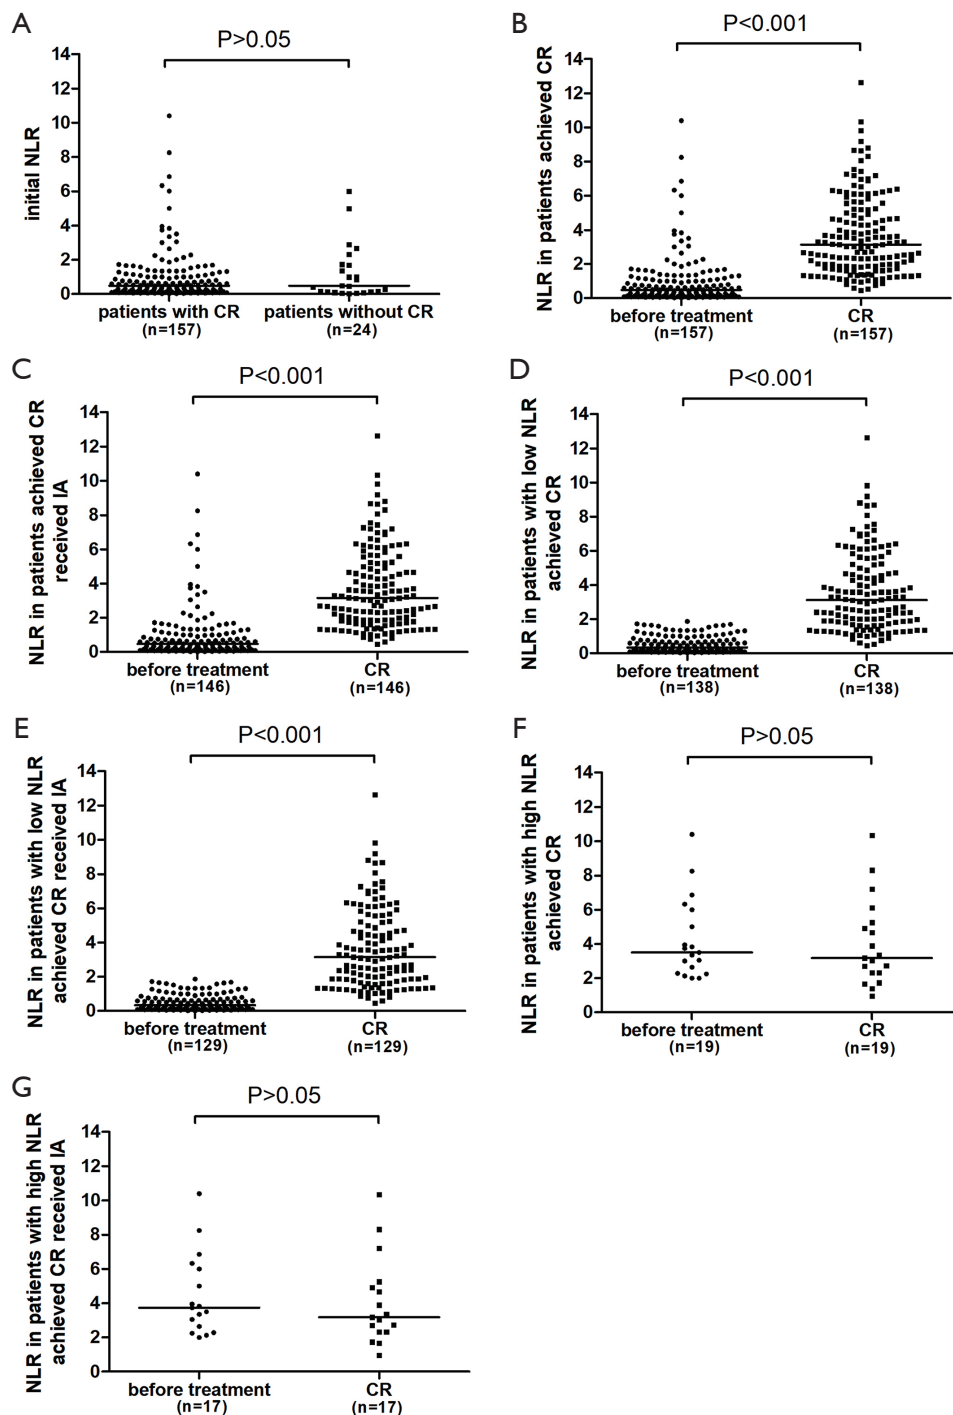 A
P>0.05
initial NLR
14
12
10
8
6
4
2
0
patients with CR
(n=157)
patients without CR
(n=24)
B
P<0.001
NLR in patients achieved CR
14
12
10
8
6
4
2
0
before treatment
(n=157)
CR
(n=157)
C
P<0.001
NLR in patients achieved CR
received IA
14
12
10
8
6
4
2
0
before treatment
(n=146)
CR
(n=146)
D
P<0.001
NLR in patients with low NLR
achieved CR
14
12
10
8
6
4
2
0
before treatment
(n=138)
CR
(n=138)
E
P<0.001
NLR in patients with low NLR
achieved CR received IA
14
12
10
8
6
4
2
0
before treatment
(n=129)
CR
(n=129)
F
P>0.05
NLR in patients with high NLR
achieved CR
14
12
10
8
6
4
2
0
before treatment
(n=19)
CR
(n=19)
G
P>0.05
NLR in patients with high NLR
achieved CR received IA
14
12
10
8
6
4
2
0
before treatment
(n=17)
CR
(n=17)